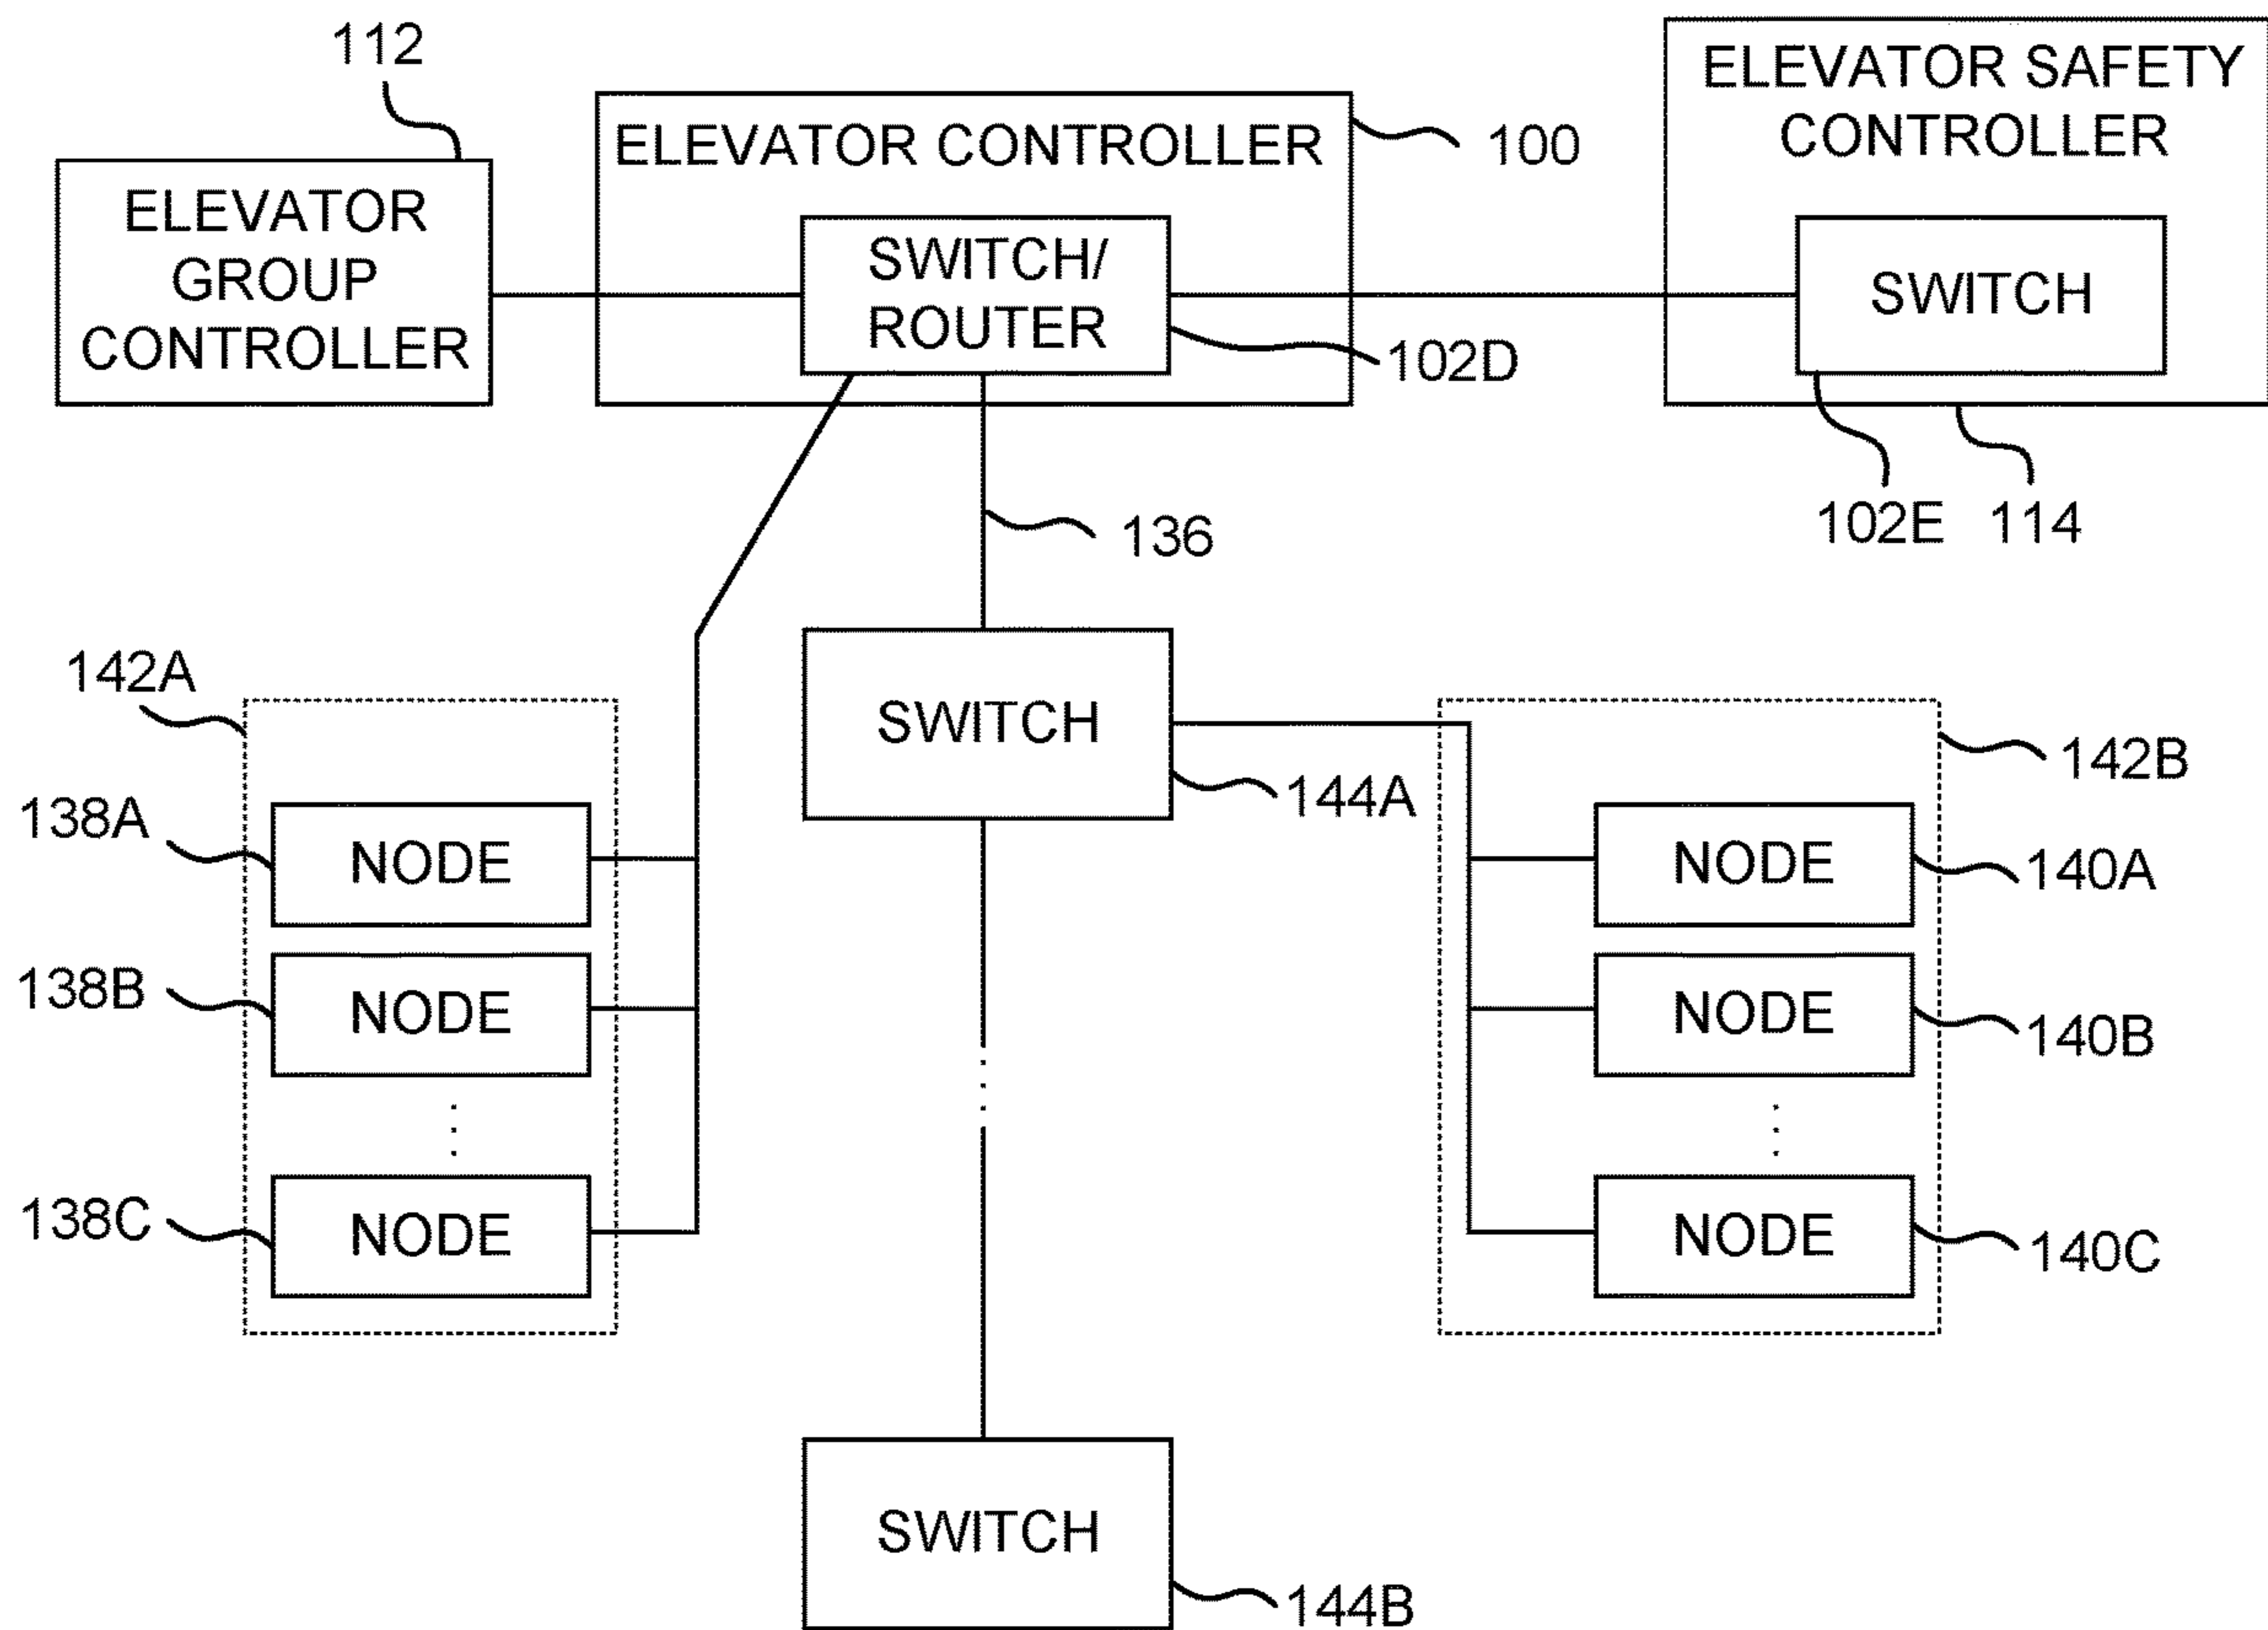 112
ELEVATOR
GROUP
CONTROLLER
ELEVATOR CONTROLLER
100
SWITCH/
ROUTER
102D
ELEVATOR SAFETY
CONTROLLER
SWITCH
102E
114
136
142A
138A
NODE
138B
NODE
138C
NODE
SWITCH
144A
142B
NODE
140A
NODE
140B
NODE
140C
SWITCH
144B